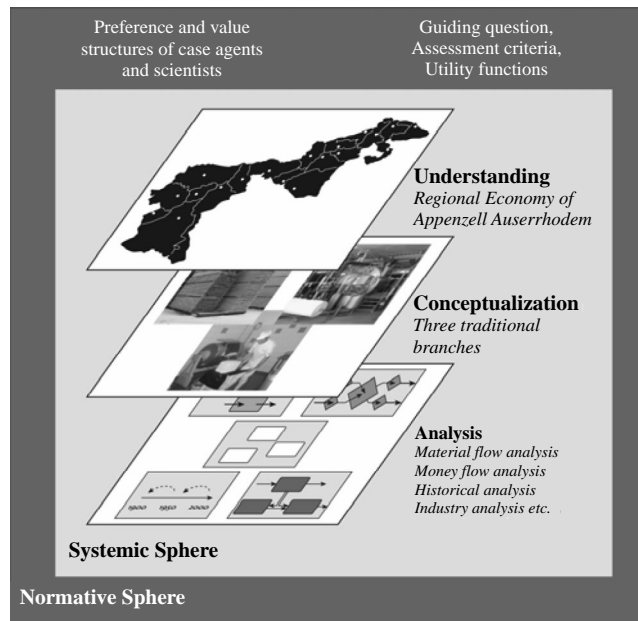 Preference and value
structures of case agents
and scientists
Guiding question,
Assessment criteria,
Utility functions
Understanding
Regional Economy of
Appenzell Auserrhodem
Conceptualization
Three traditional
branches
Analysis
Material flow analysis
Money flow analysis
Historical analysis
Industry analysis etc.
1900 1950 2000
Systemic Sphere
Normative Sphere